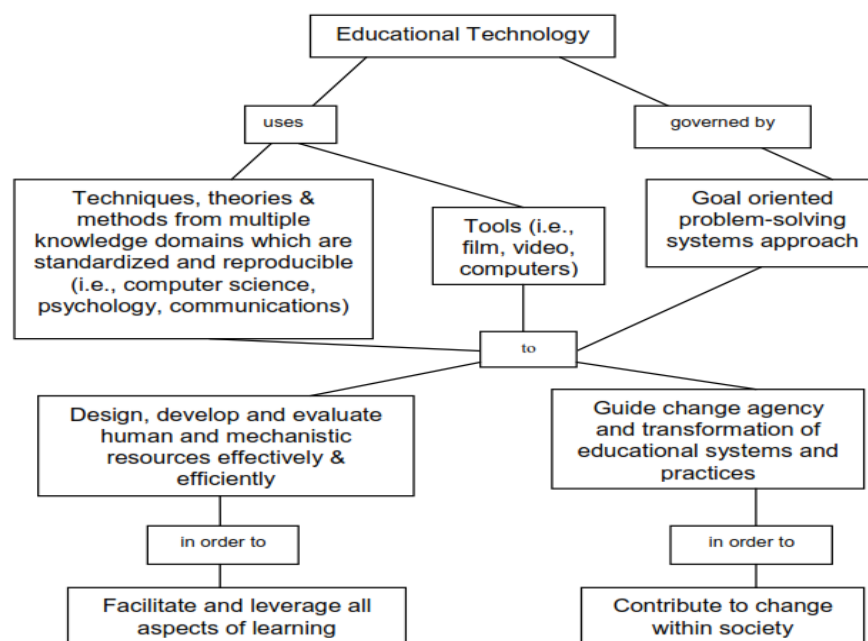 Educational Technology
uses
governed by
Techniques, theories &
methods from multiple
knowledge domains which are
standardized and reproducible
(i.e., computer science,
psychology, communications)
Tools (i.e.,
film, video,
computers)
Goal oriented
problem-solving
systems approach
to
Design, develop and evaluate
human and mechanistic
resources effectively &
efficiently
Guide change agency
and transformation of
educational systems and
practices
in order to
in order to
Facilitate and leverage all
aspects of learning
Contribute to change
within society